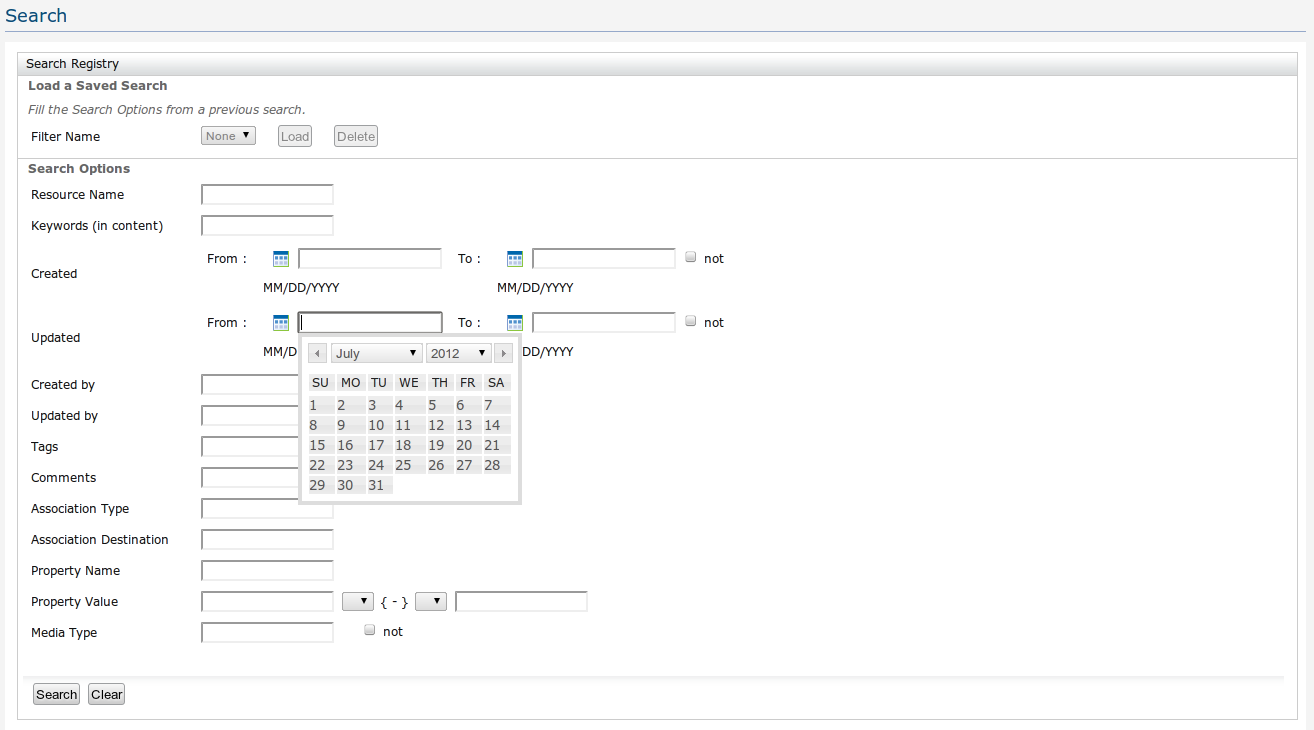 Search
Search Registry
Load a Saved Search
Fill the Search Options from a previous search.
Filter Name None Load Delete
Search Options
Resource Name
Keywords (in content)
Created From : To : not
MM/DD/YYYY MM/DD/YYYY
Updated From : To : not
MM/D DD/YYYY
July 2012
SU MO TU WE TH FR SA
1 2 3 4 5 6 7
8 9 10 11 12 13 14
15 16 17 18 19 20 21
22 23 24 25 26 27 28
29 30 31
Created by
Updated by
Tags
Comments
Association Type
Association Destination
Property Name
Property Value { - }
Media Type not
Search Clear